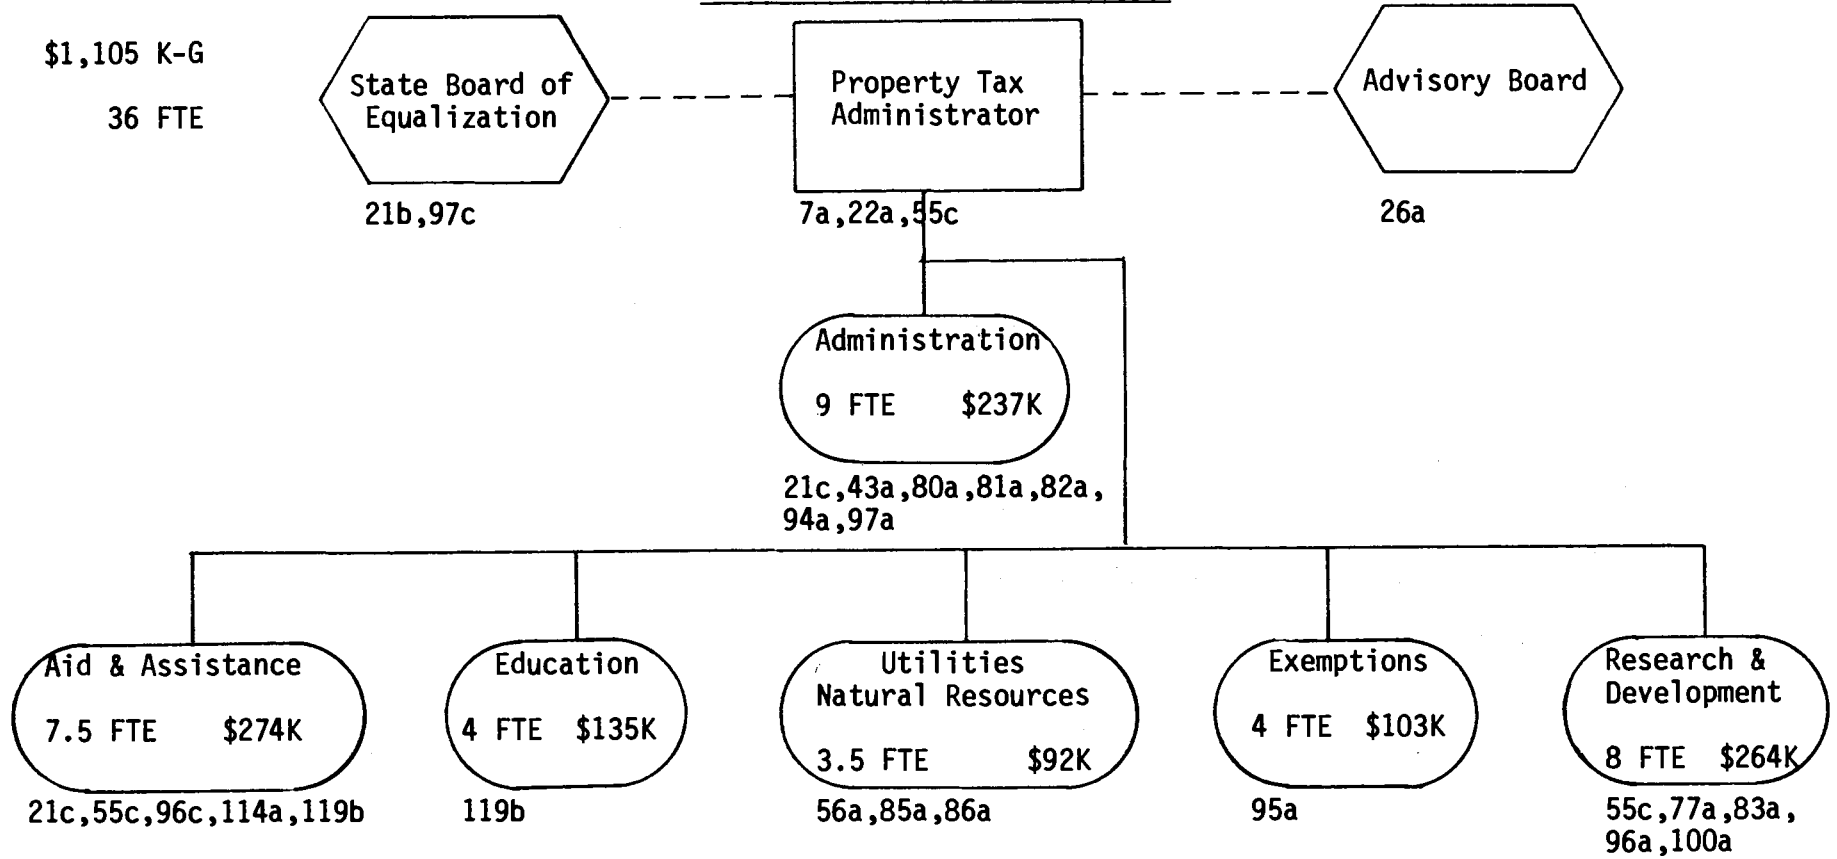 $1,105 K-G
36 FTE
State Board of
Equalization
21b,97c
Property Tax
Administrator
7a,22a,55c
Advisory Board
26a
Administration
9 FTE $237K
21c,43a,80a,81a,82a,
94a,97a
Aid & Assistance
7.5 FTE $274K
21c,55c,96c,114a,119b
Education
4 FTE $135K
119b
Utilities
Natural Resources
3.5 FTE $92K
56a,85a,86a
Exemptions
4 FTE $103K
95a
Research &
Development
8 FTE $264K
55c,77a,83a,
96a,100a